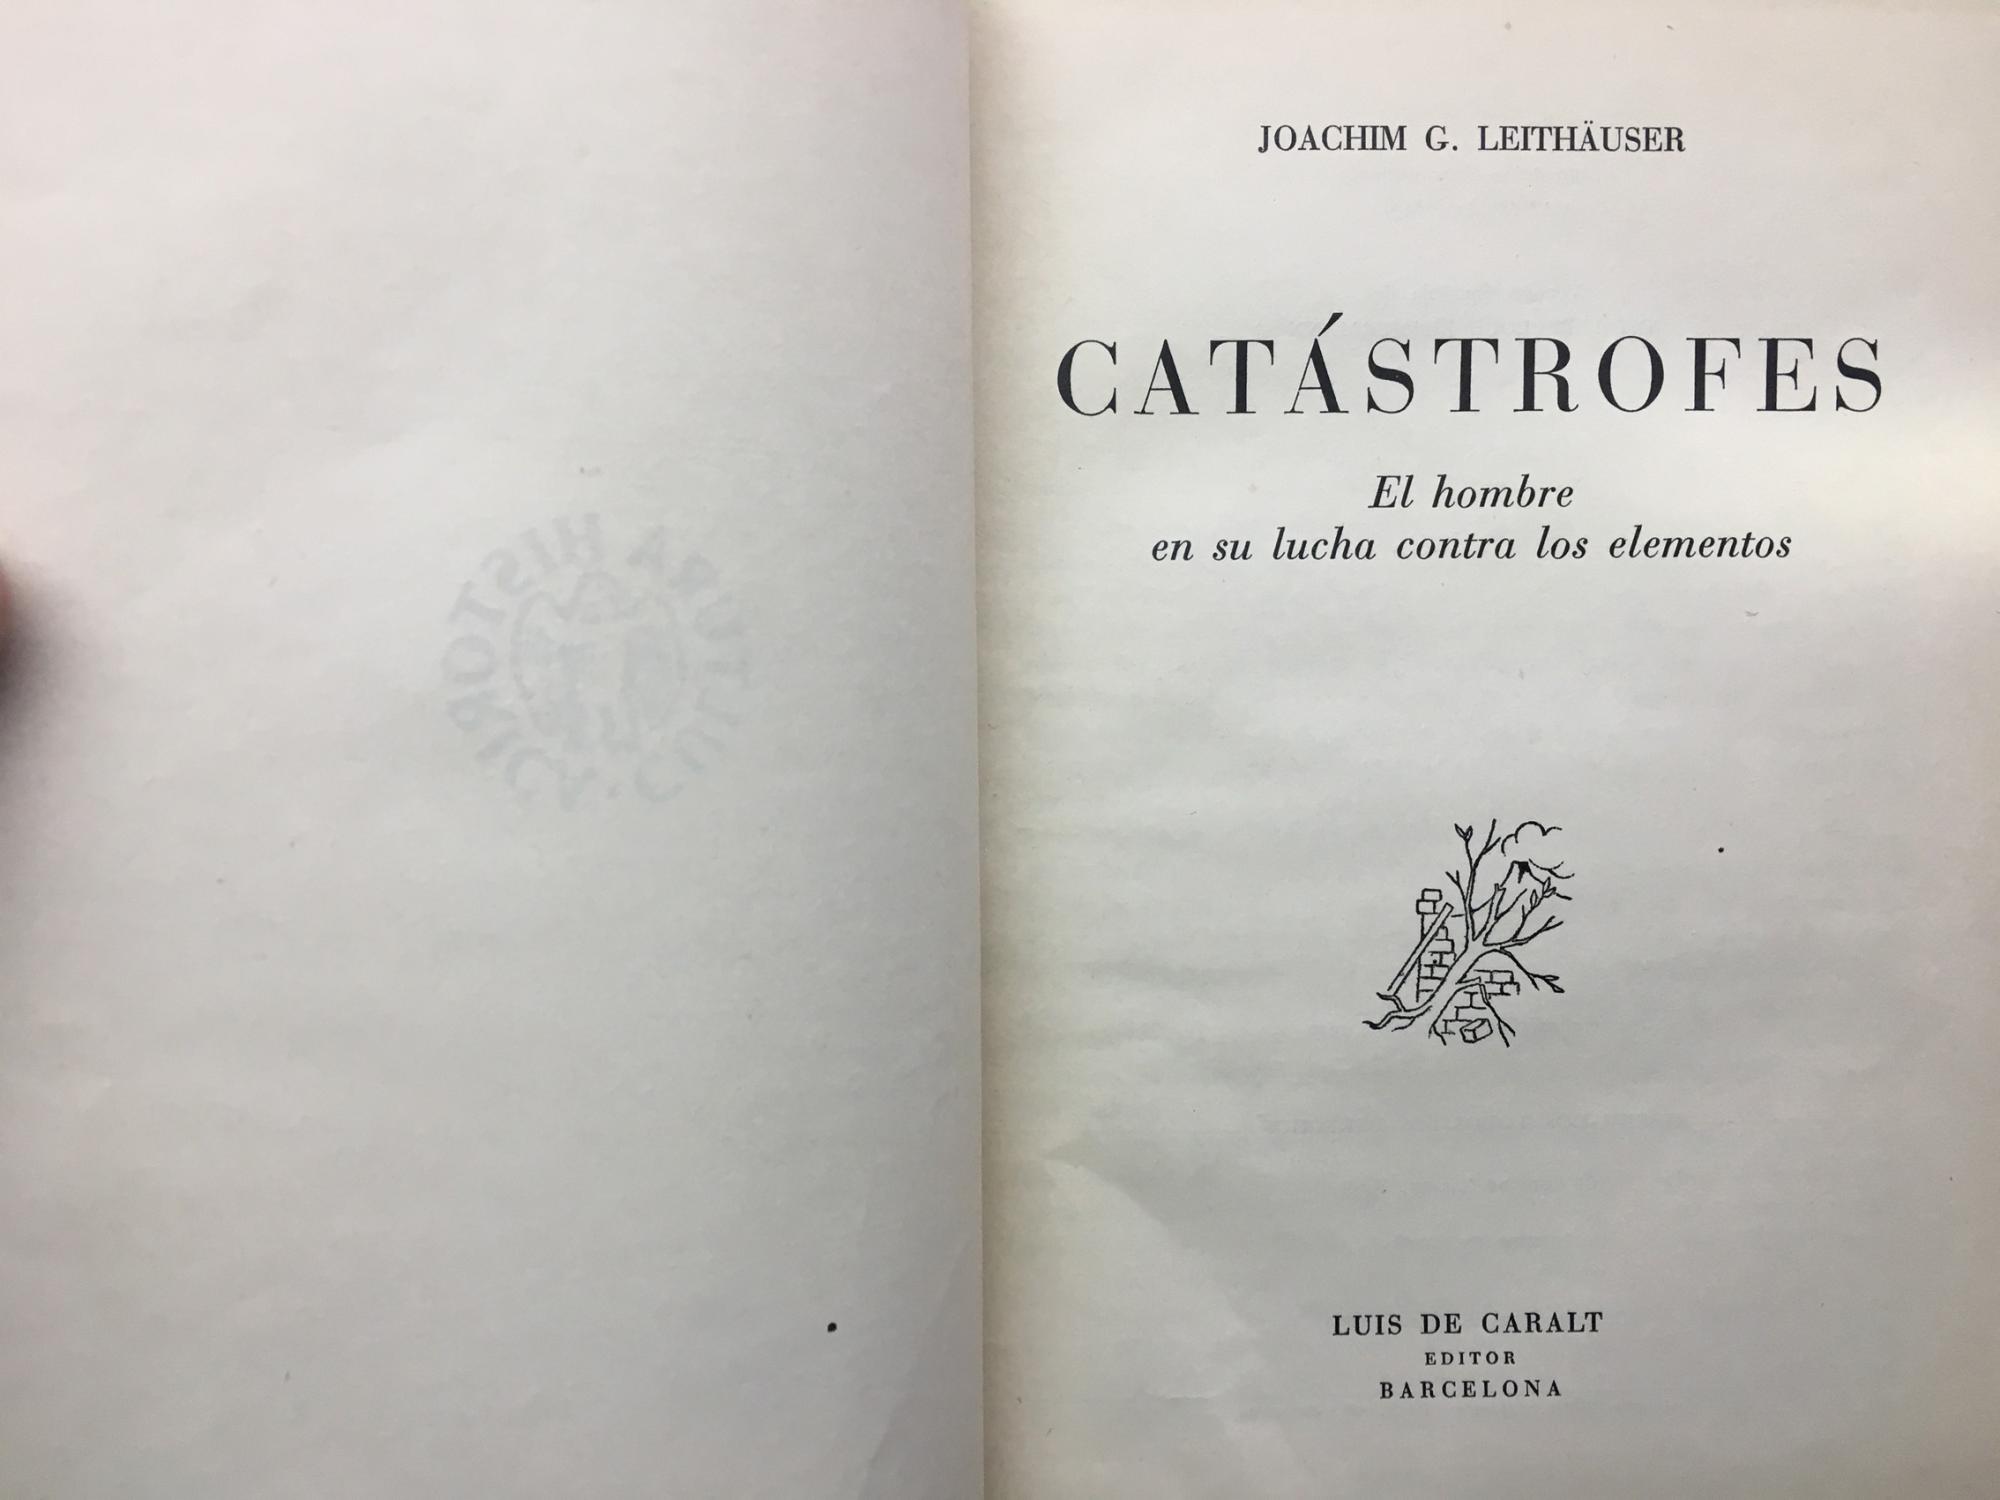 JOACHIM G. LEITHÄUSER
CATÁSTROFES
El hombre
en su lucha contra los elementos
LUIS DE CARALT
EDITOR
BARCELONA